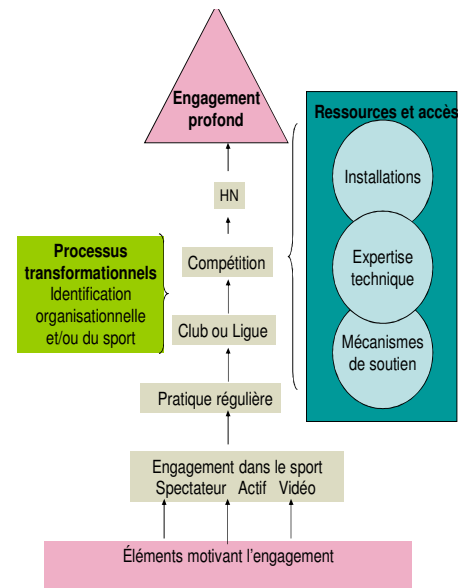 Engagement
profond
Ressources et accès
Installations
HN
Processus
transformationnels
Identification
organisationnelle
et/ou du sport
Compétition
Expertise
technique
Club ou Ligue
Mécanismes
de soutien
Pratique régulière
Engagement dans le sport
Spectateur Actif Vidéo
Éléments motivant l'engagement